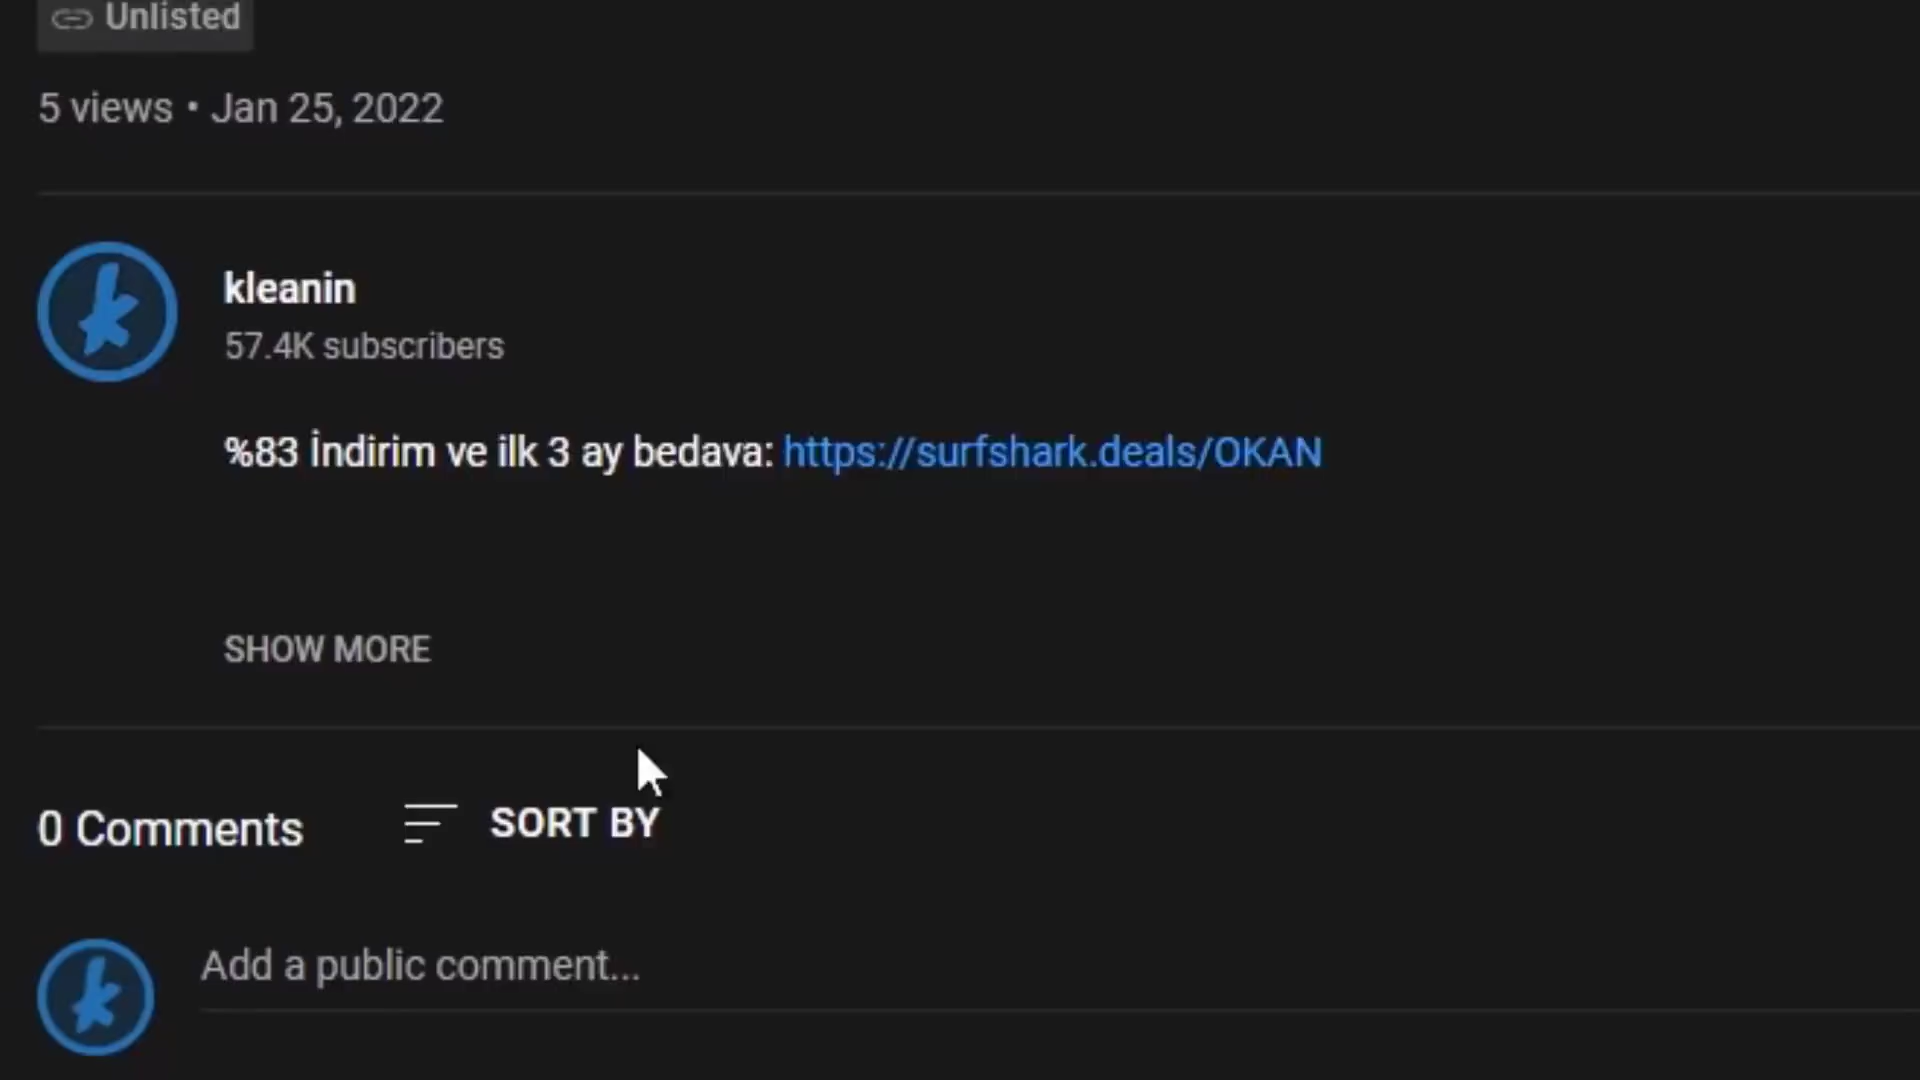 Unlisted
5 views • Jan 25, 2022
kleanin
57.4K subscribers
%83 İndirim ve ilk 3 ay bedava: https://surfshark.deals/OKAN
SHOW MORE
0 Comments SORT BY
Add a public comment...